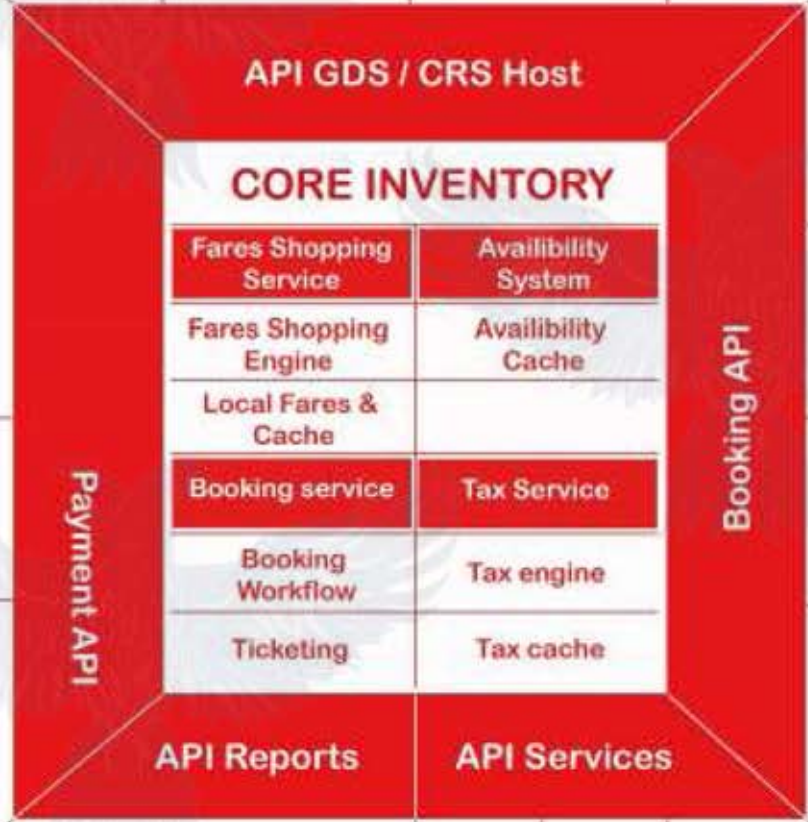 API GDS / CRS Host
CORE INVENTORY
Fares Shopping
Service
Availibility
System
Fares Shopping
Engine
Availibility
Cache
Local Fares &
Cache
Booking service
Tax Service
Booking
Workflow
Tax engine
Ticketing
Tax cache
Payment API
Booking API
API Reports
API Services